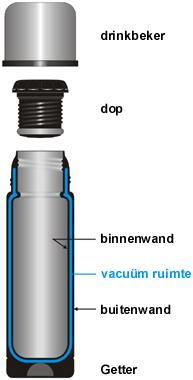 drinkbeker
dop
binnenwand
vacuüm ruimte
buitenwand
Getter